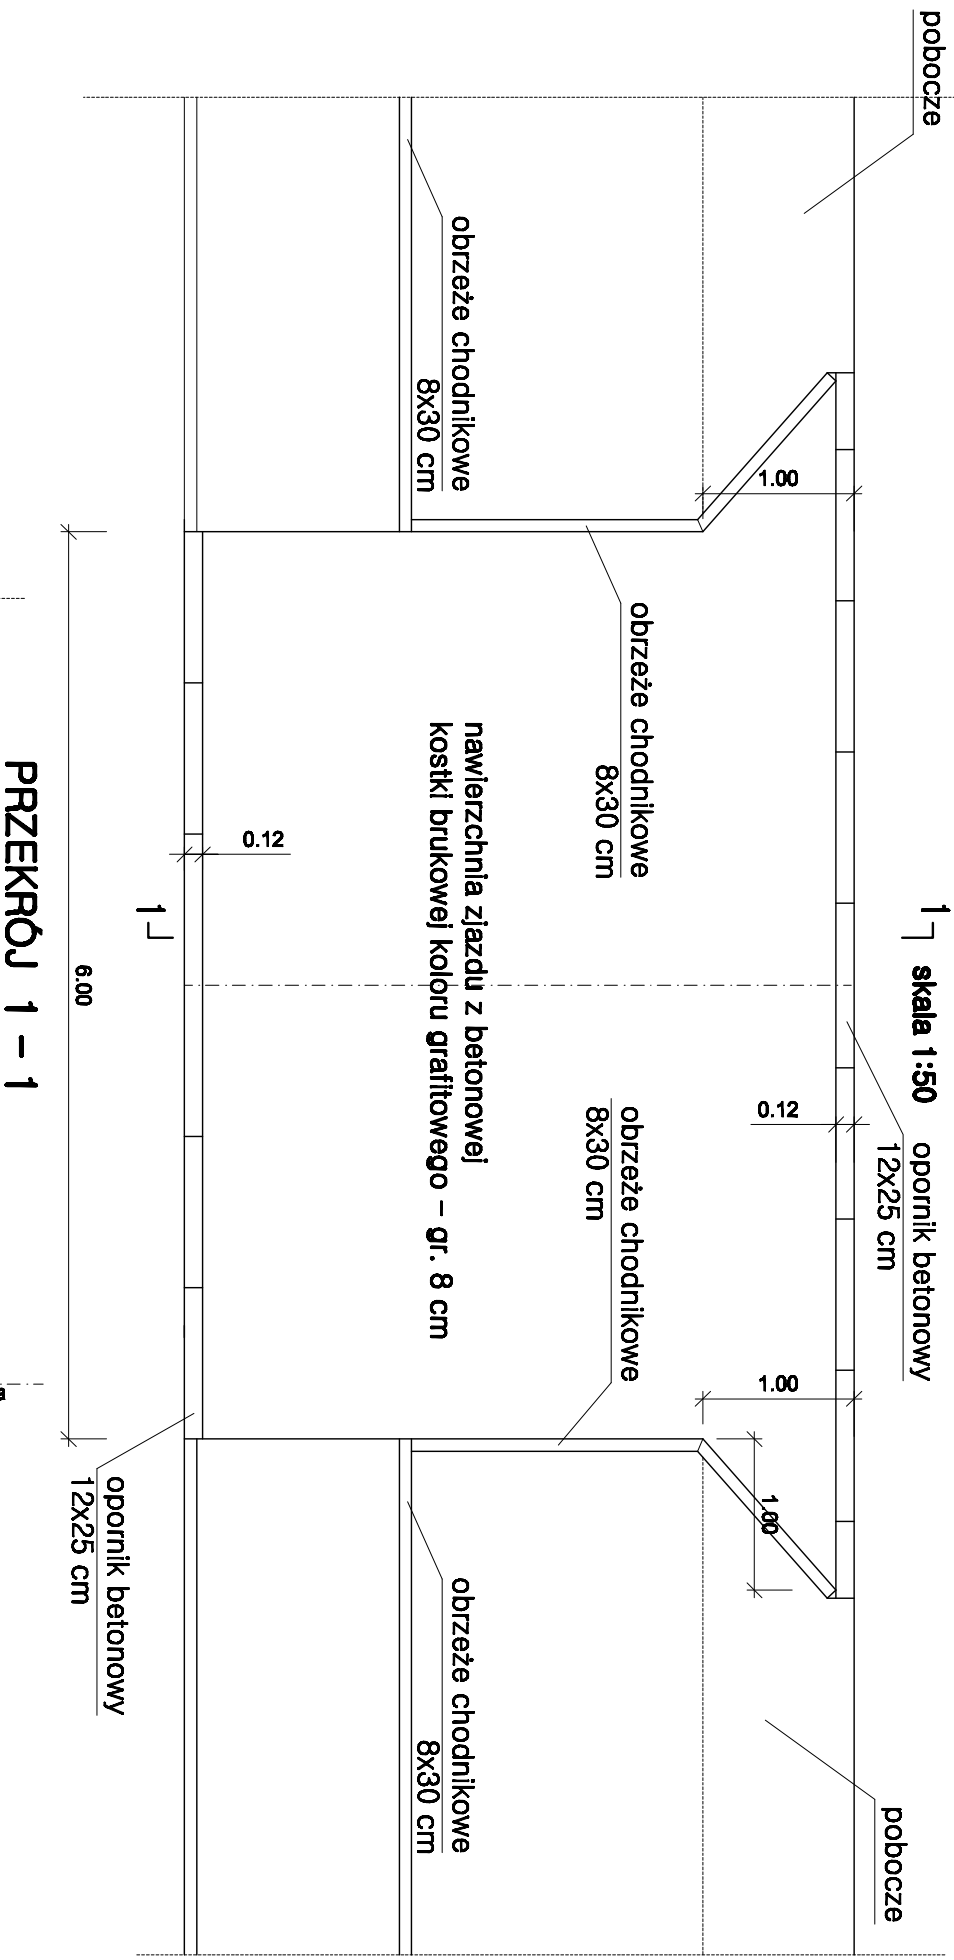 pobocze
skala 1:50
1
opornik betonowy
12x25 cm
pobocze
1.00
0.12
1.00
1.00
obrzeże chodnikowe
8x30 cm
obrzeże chodnikowe
8x30 cm
obrzeże chodnikowe
8x30 cm
obrzeże chodnikowe
8x30 cm
nawierzchnia zjazdu z betonowej
kostki brukowej koloru grafitowego – gr. 8 cm
0.12
1
opornik betonowy
12x25 cm
6.00
PRZEKRÓJ 1 – 1